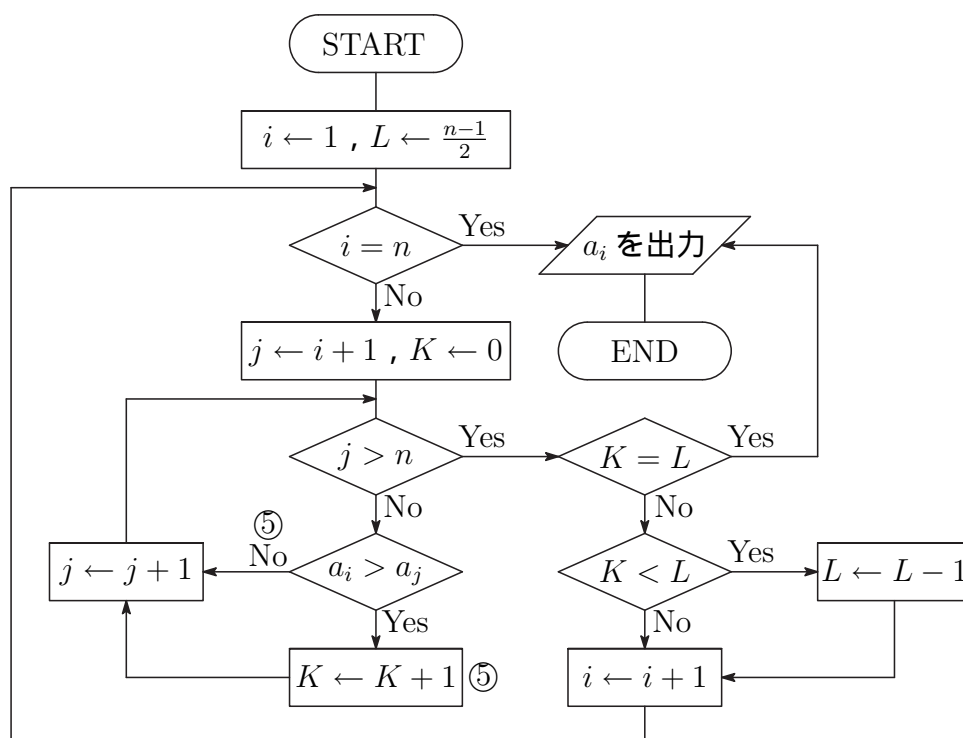 START
i ← 1 , L ← \frac{n-1}{2}
i = n
Yes
a_i を出力
No
END
j ← i + 1 , K ← 0
j > n
Yes
K = L
Yes
No
No
⑤
No
j ← j + 1
a_i > a_j
K < L
Yes
L ← L − 1
Yes
No
K ← K + 1 ⑤
i ← i + 1